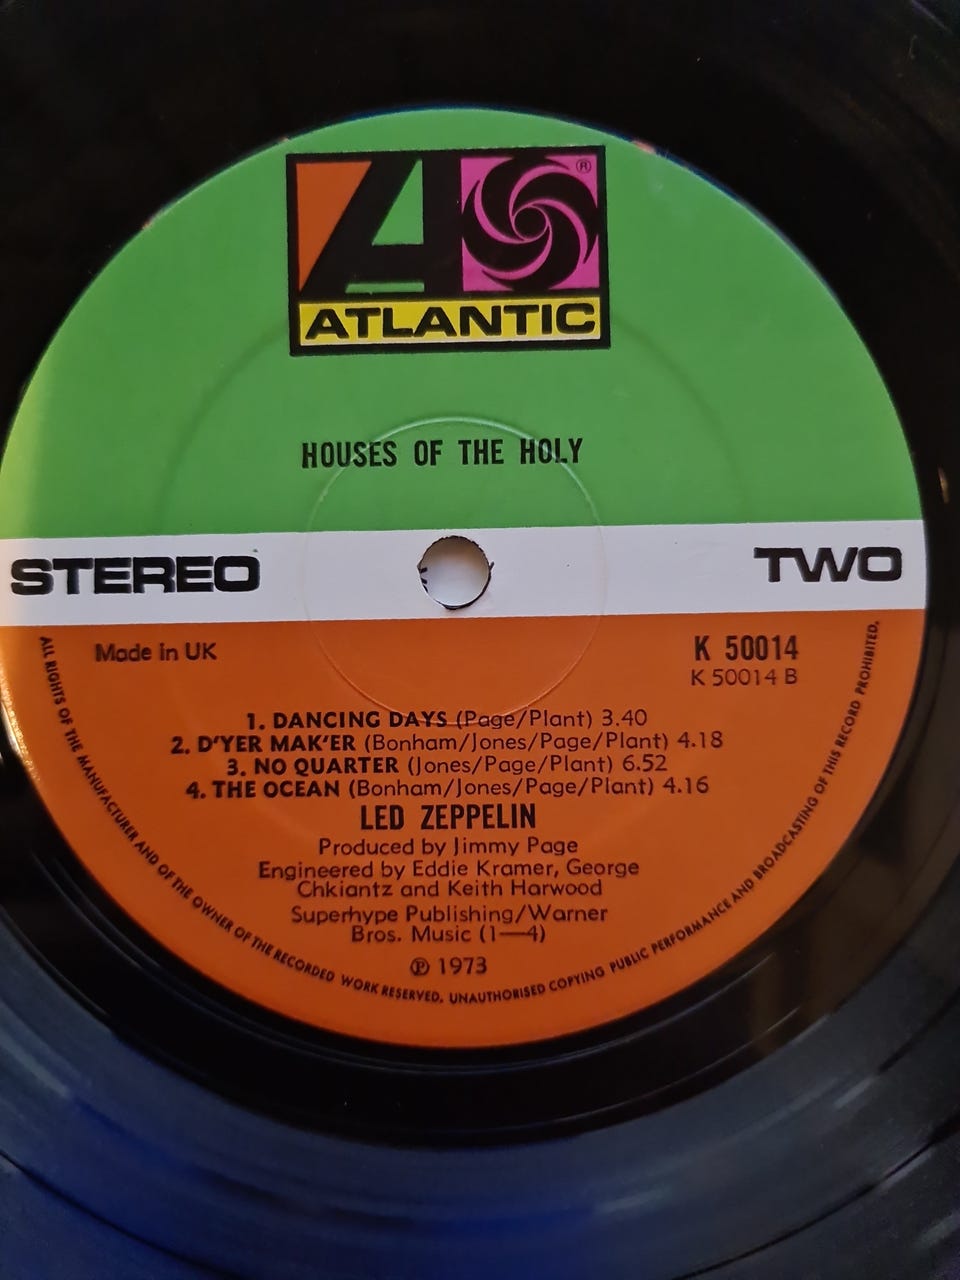 ®
ATLANTIC
HOUSES OF THE HOLY
STEREO
TWO
Made in UK
K 50014
K 50014 B
1. DANCING DAYS (Page/Plant) 3.40
2. D'YER MAK'ER (Bonham/Jones/Page/Plant) 4.18
3. NO QUARTER (Jones/Page/Plant) 6.52
4. THE OCEAN (Bonham/Jones/Page/Plant) 4.16
LED ZEPPELIN
Produced by Jimmy Page
Engineered by Eddie Kramer, George
Chkiantz and Keith Harwood
Superhype Publishing/Warner
Bros. Music (1—4)
℗ 1973
ALL RIGHTS OF THE MANUFACTURER AND OF THE OWNER OF THE RECORDED WORK RESERVED. UNAUTHORISED COPYING PUBLIC PERFORMANCE AND BROADCASTING OF THIS RECORD PROHIBITED.